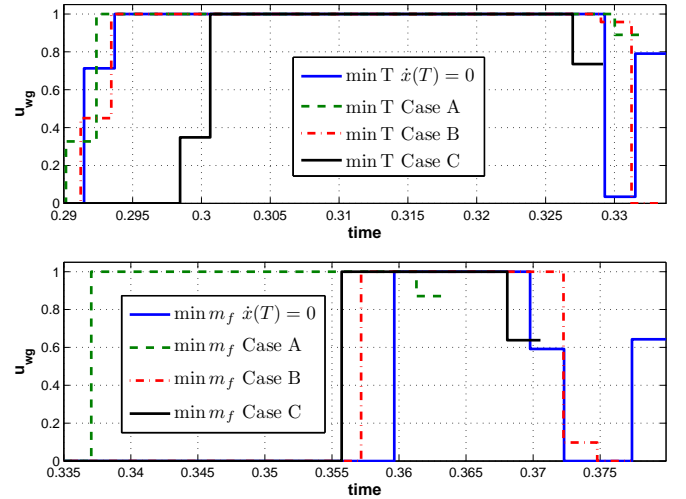 1
0.8
0.6
0.4
0.2
0
u_wg
min T ẋ(T) = 0
min T Case A
min T Case B
min T Case C
0.29 0.295 0.3 0.305 0.31 0.315 0.32 0.325 0.33
time
1
0.8
0.6
0.4
0.2
0
u_wg
min m_f ẋ(T) = 0
min m_f Case A
min m_f Case B
min m_f Case C
0.335 0.34 0.345 0.35 0.355 0.36 0.365 0.37 0.375
time